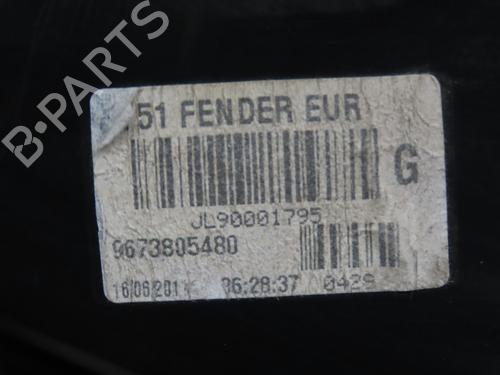 B-PARTS
51 FENDER EUR
G
JL90001795
9673805480
06:28:37 0429